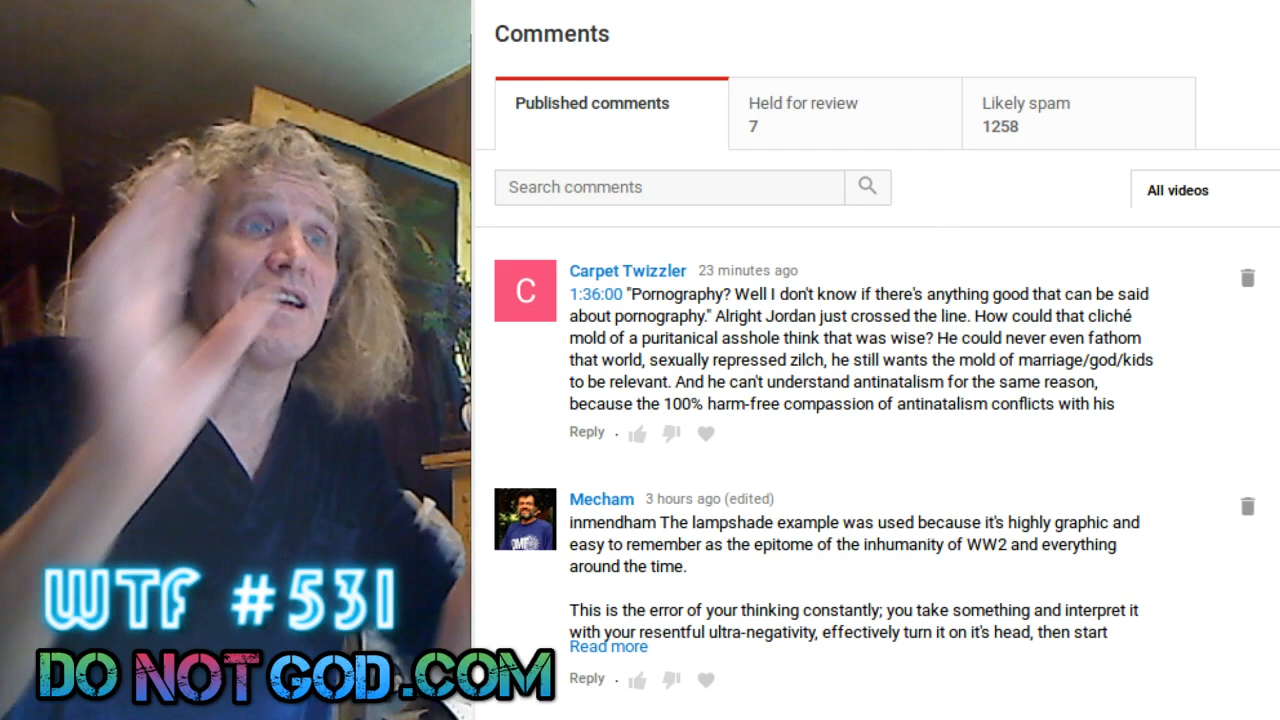 Comments
Published comments
Held for review
7
Likely spam
1258
Search comments
All videos
C
Carpet Twizzler 23 minutes ago
1:36:00 "Pornography? Well I don't know if there's anything good that can be said
about pornography." Alright Jordan just crossed the line. How could that cliché
mold of a puritanical asshole think that was wise? He could never even fathom
that world, sexually repressed zilch, he still wants the mold of marriage/god/kids
to be relevant. And he can't understand antinatalism for the same reason,
because the 100% harm-free compassion of antinatalism conflicts with his
Reply .
Mecham 3 hours ago (edited)
inmendham The lampshade example was used because it's highly graphic and
easy to remember as the epitome of the inhumanity of WW2 and everything
around the time.
This is the error of your thinking constantly; you take something and interpret it
with your resentful ultra-negativity, effectively turn it on it's head, then start
Read more
Reply .
WTF #531
DO NOT GOD.COM